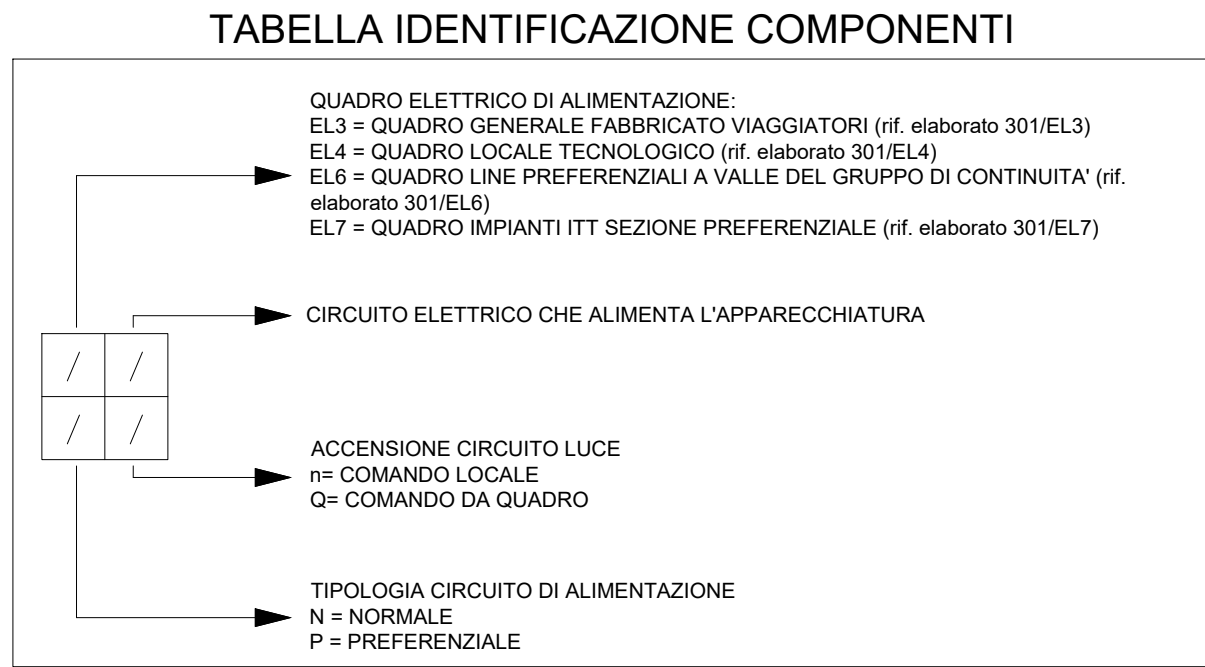 TABELLA IDENTIFICAZIONE COMPONENTI
QUADRO ELETTRICO DI ALIMENTAZIONE:
EL3 = QUADRO GENERALE FABBRICATO VIAGGIATORI (rif. elaborato 301/EL3)
EL4 = QUADRO LOCALE TECNOLOGICO (rif. elaborato 301/EL4)
EL6 = QUADRO LINE PREFERENZIALI A VALLE DEL GRUPPO DI CONTINUITA' (rif.
elaborato 301/EL6)
EL7 = QUADRO IMPIANTI ITT SEZIONE PREFERENZIALE (rif. elaborato 301/EL7)
CIRCUITO ELETTRICO CHE ALIMENTA L'APPARECCHIATURA
/ /
/ /
ACCENSIONE CIRCUITO LUCE
n= COMANDO LOCALE
Q= COMANDO DA QUADRO
TIPOLOGIA CIRCUITO DI ALIMENTAZIONE
N = NORMALE
P = PREFERENZIALE